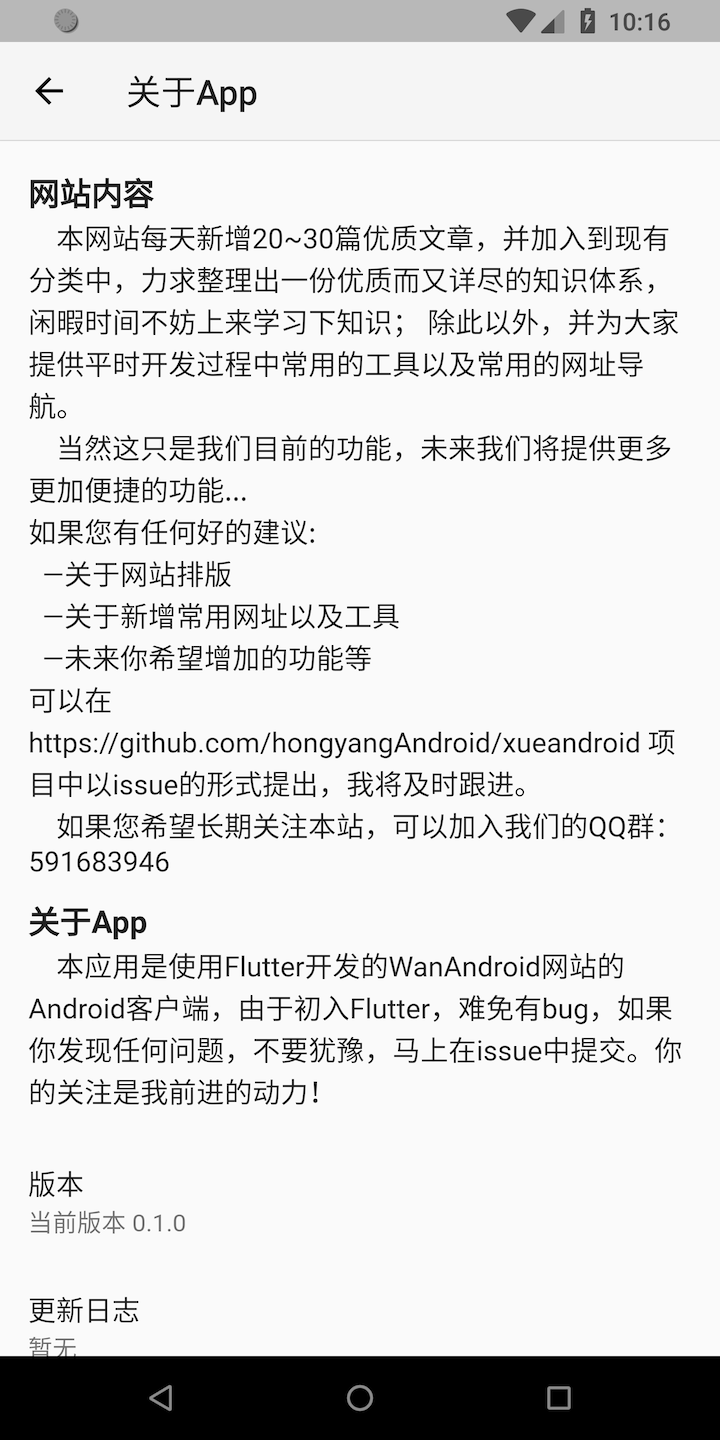 10:16
关于App
网站内容
本网站每天新增20~30篇优质文章，并加入到现有
分类中，力求整理出一份优质而又详尽的知识体系，
闲暇时间不妨上来学习下知识； 除此以外，并为大家
提供平时开发过程中常用的工具以及常用的网址导
航。
当然这只是我们目前的功能，未来我们将提供更多
更加便捷的功能...
如果您有任何好的建议:
—关于网站排版
—关于新增常用网址以及工具
—未来你希望增加的功能等
可以在
https://github.com/hongyangAndroid/xueandroid 项
目中以issue的形式提出，我将及时跟进。
如果您希望长期关注本站，可以加入我们的QQ群：
591683946
关于App
本应用是使用Flutter开发的WanAndroid网站的
Android客户端，由于初入Flutter，难免有bug，如果
你发现任何问题，不要犹豫，马上在issue中提交。你
的关注是我前进的动力！
版本
当前版本 0.1.0
更新日志
暂无